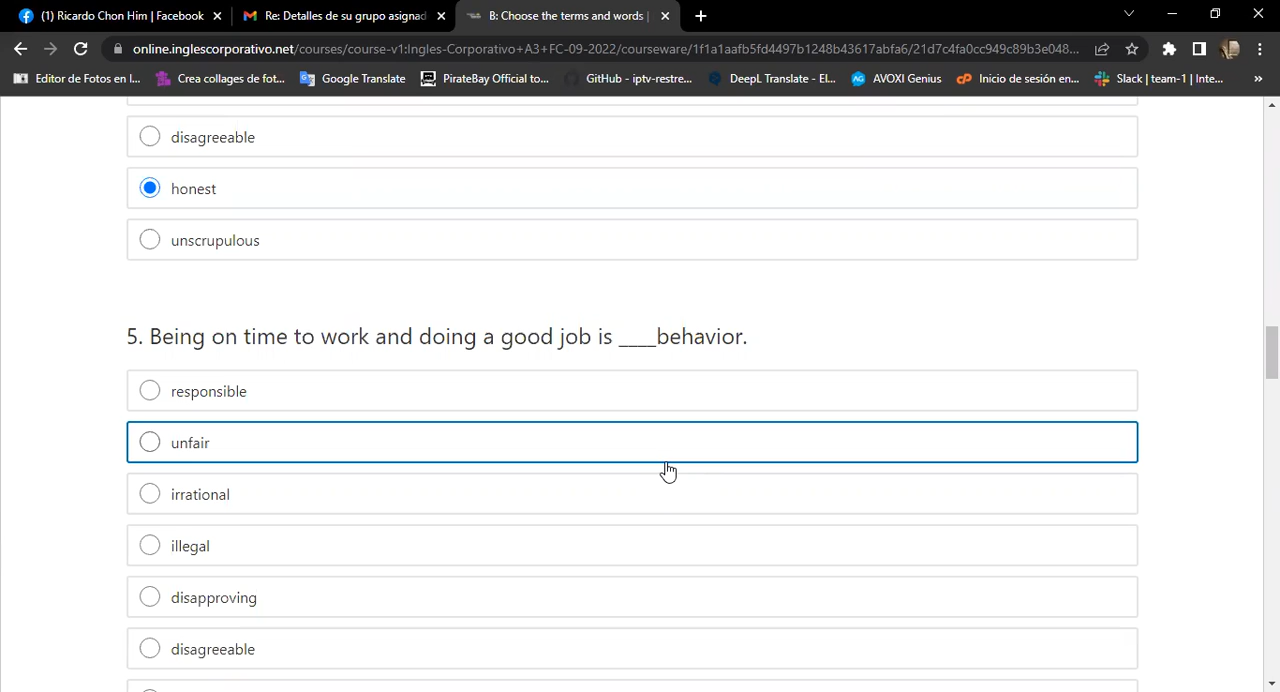 (1) Ricardo Chon Him | Facebook
Re: Detalles de su grupo asignad
B: Choose the terms and words |
online.inglescorporativo.net/courses/course-v1:Ingles-Corporativo+A3+FC-09-2022/courseware/1f1a1aafb5fd4497b1248b43617abfa6/21d7c4fa0cc949c89b3e048...
Editor de Fotos en l... Crea collages de fot... Google Translate PirateBay Official to... GitHub - iptv-restre... DeepL Translate - El... AVOXI Genius Inicio de sesión en... Slack | team-1 | Inte... »
disagreeable
honest
unscrupulous
5. Being on time to work and doing a good job is ____behavior.
responsible
unfair
irrational
illegal
disapproving
disagreeable